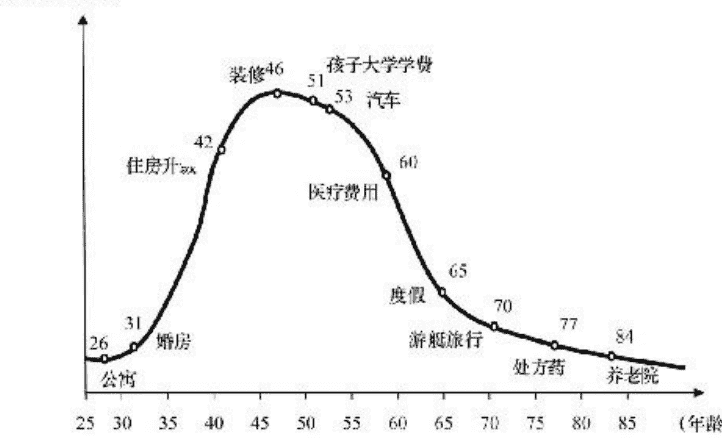 装修46
51 孩子大学学费
53 汽车
42
住房升
60
医疗费用
65
度假
70
游艇旅行
77
处方药
84
养老院
31 婚房
26
公寓
25 30 35 40 45 50 55 60 65 70 75 80 85 (年龄